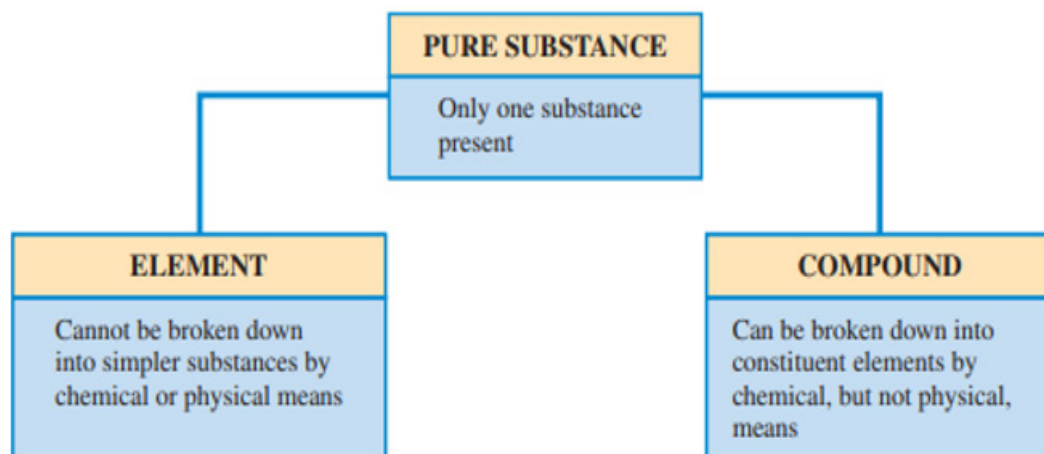 PURE SUBSTANCE
Only one substance
present
ELEMENT
Cannot be broken down
into simpler substances by
chemical or physical means
COMPOUND
Can be broken down into
constituent elements by
chemical, but not physical,
means